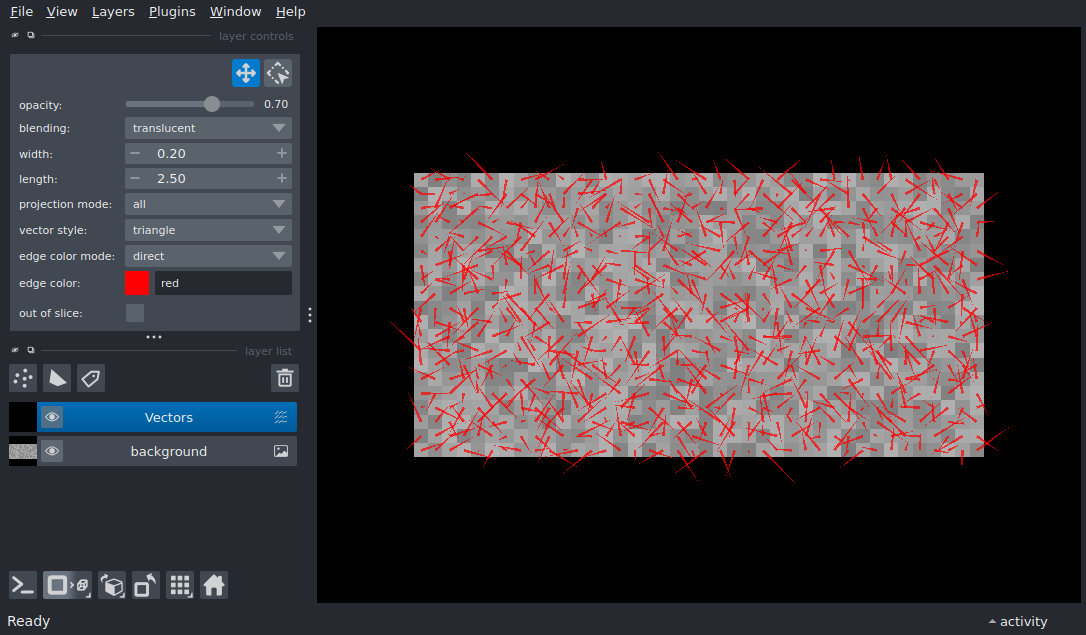 File View Layers Plugins Window Help
layer controls
opacity: 0.70
blending: translucent
width: 0.20
length: 2.50
projection mode: all
vector style: triangle
edge color mode: direct
edge color: red
out of slice:
layer list
Vectors
background
Ready activity